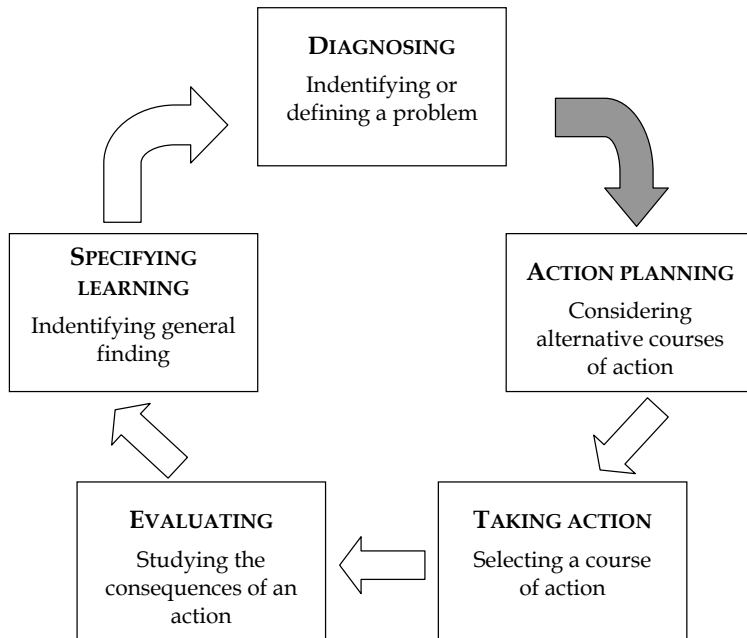 DIAGNOSING
Indentifying or
defining a problem
SPECIFYING
LEARNING
Indentifying general
finding
ACTION PLANNING
Considering
alternative courses
of action
EVALUATING
Studying the
consequences of an
action
TAKING ACTION
Selecting a course
of action